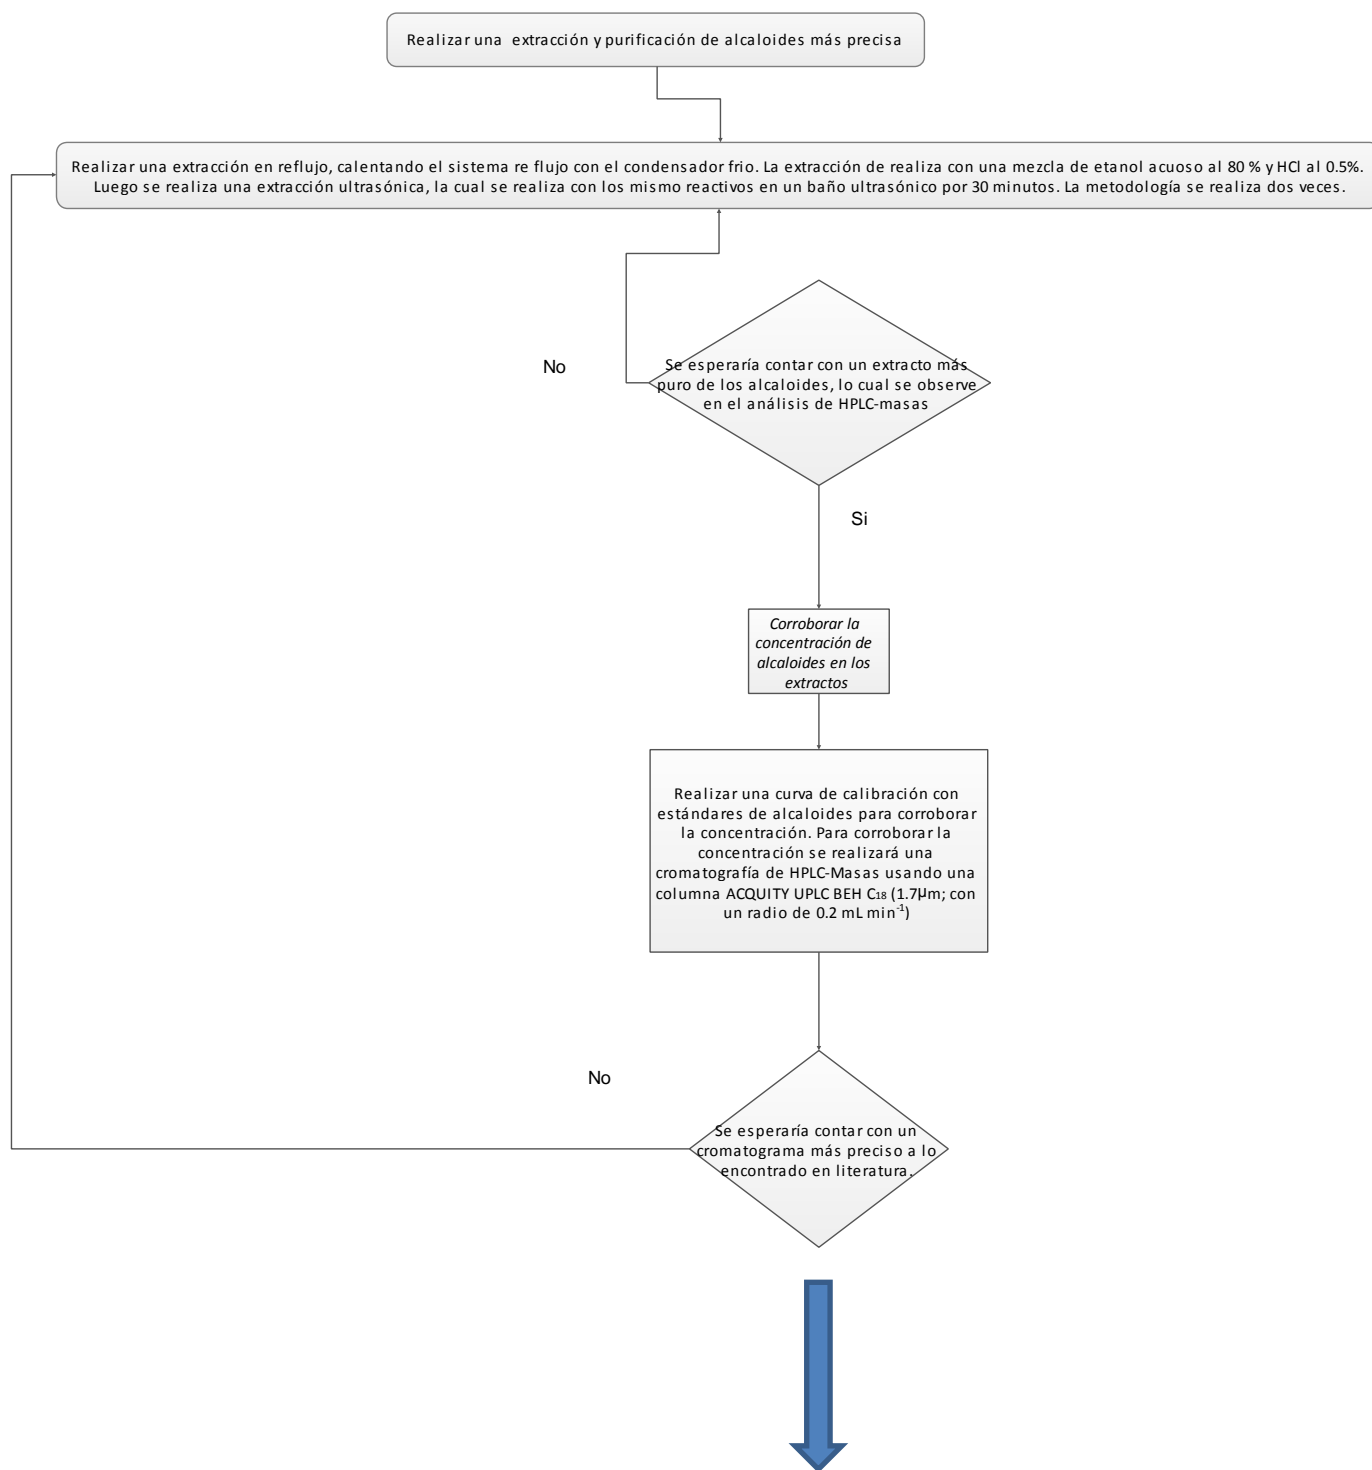 Realizar una extracción y purificación de alcaloides más precisa
Realizar una extracción en reflujo, calentando el sistema re flujo con el condensador frio. La extracción de realiza con una mezcla de etanol acuoso al 80 % y HCl al 0.5%.
Luego se realiza una extracción ultrasónica, la cual se realiza con los mismo reactivos en un baño ultrasónico por 30 minutos. La metodología se realiza dos veces.
No
Se esperaría contar con un extracto más
puro de los alcaloides, lo cual se observe
en el análisis de HPLC-masas
Si
Corroborar la
concentración de
alcaloides en los
extractos
Realizar una curva de calibración con
estándares de alcaloides para corroborar
la concentración. Para corroborar la
concentración se realizará una
cromatografía de HPLC-Masas usando una
columna ACQUITY UPLC BEH C₁₈ (1.7µm; con
un radio de 0.2 mL min⁻¹)
No
Se esperaría contar con un
cromatograma más preciso a lo
encontrado en literatura.